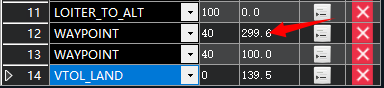 11 LOITER_TO_ALT 100 0.0
12 WAYPOINT 40 299.6
13 WAYPOINT 40 100.0
14 VTOL_LAND 0 139.5